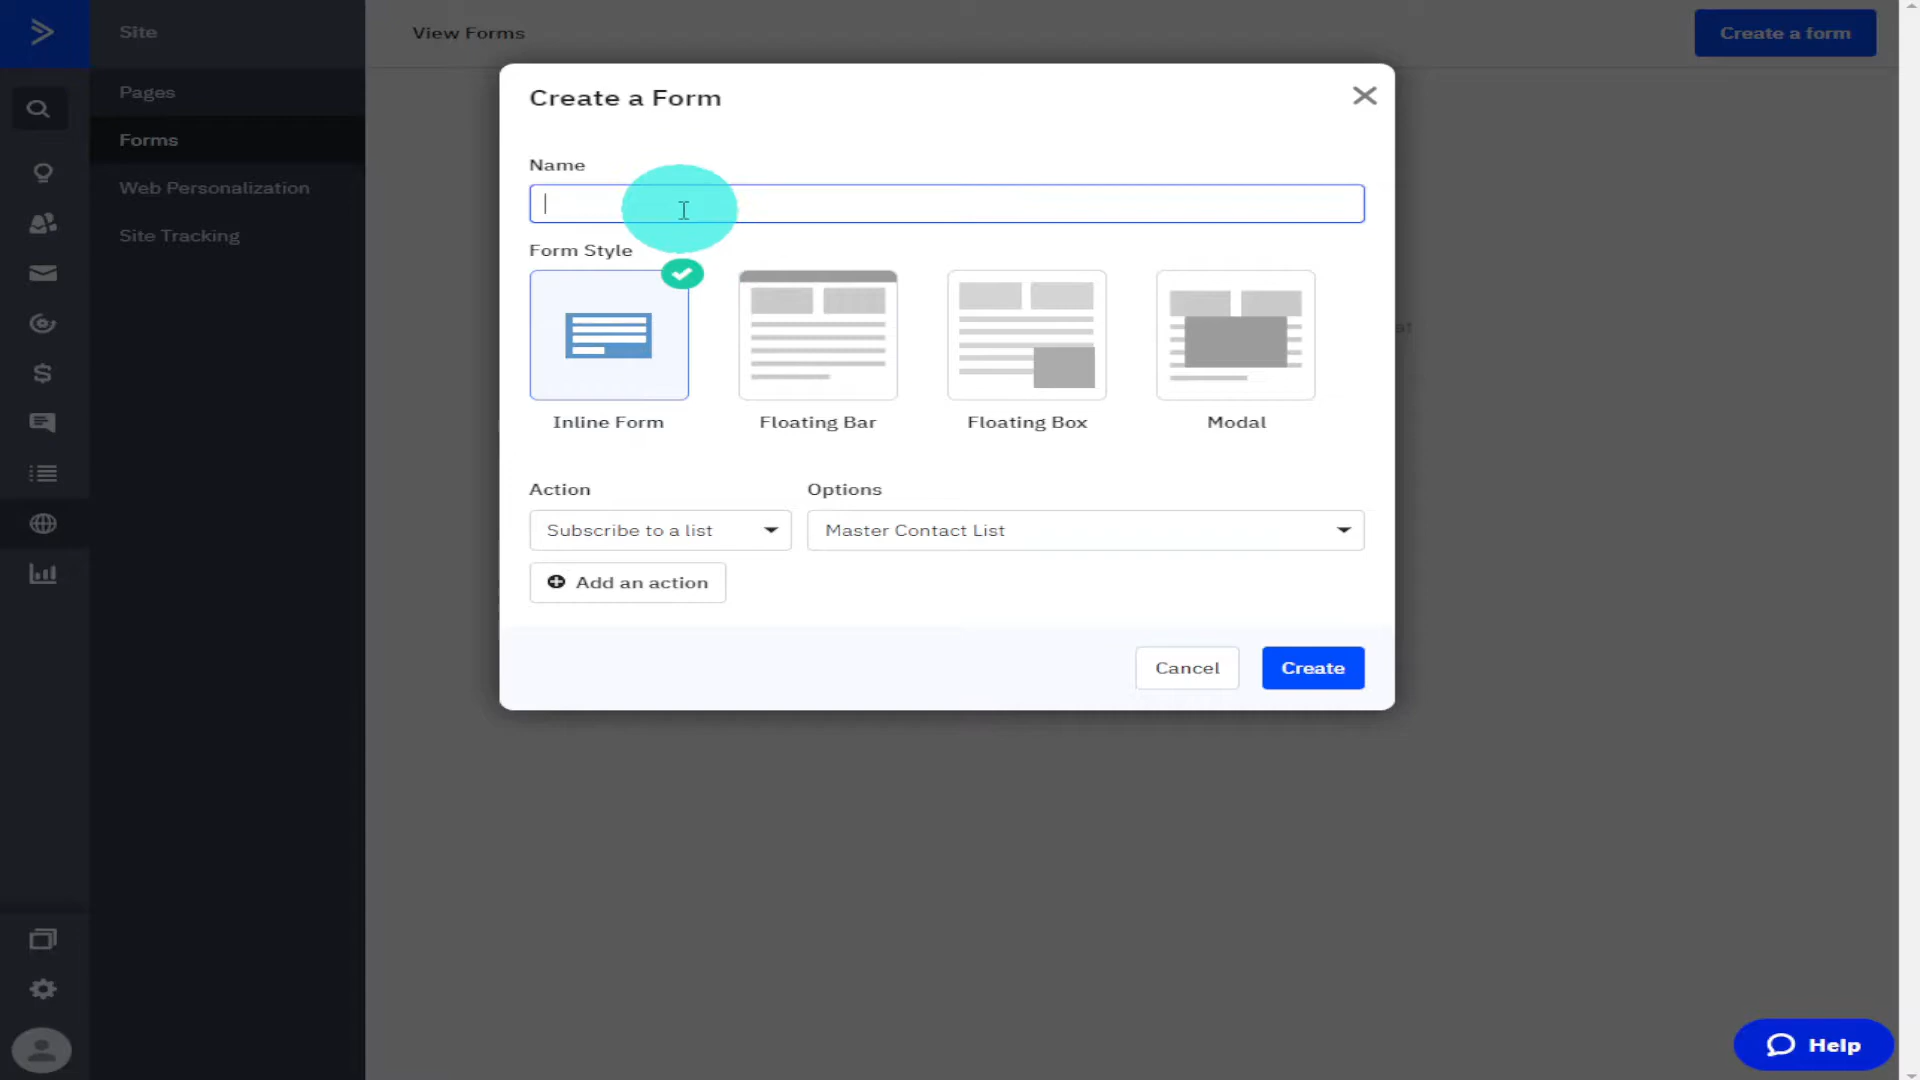 Site
View Forms
Create a form
Pages
Forms
Web Personalization
Site Tracking
Create a Form
Name
Form Style
Inline Form
Floating Bar
Floating Box
Modal
Action
Options
Subscribe to a list
Master Contact List
Add an action
Cancel
Create
Help